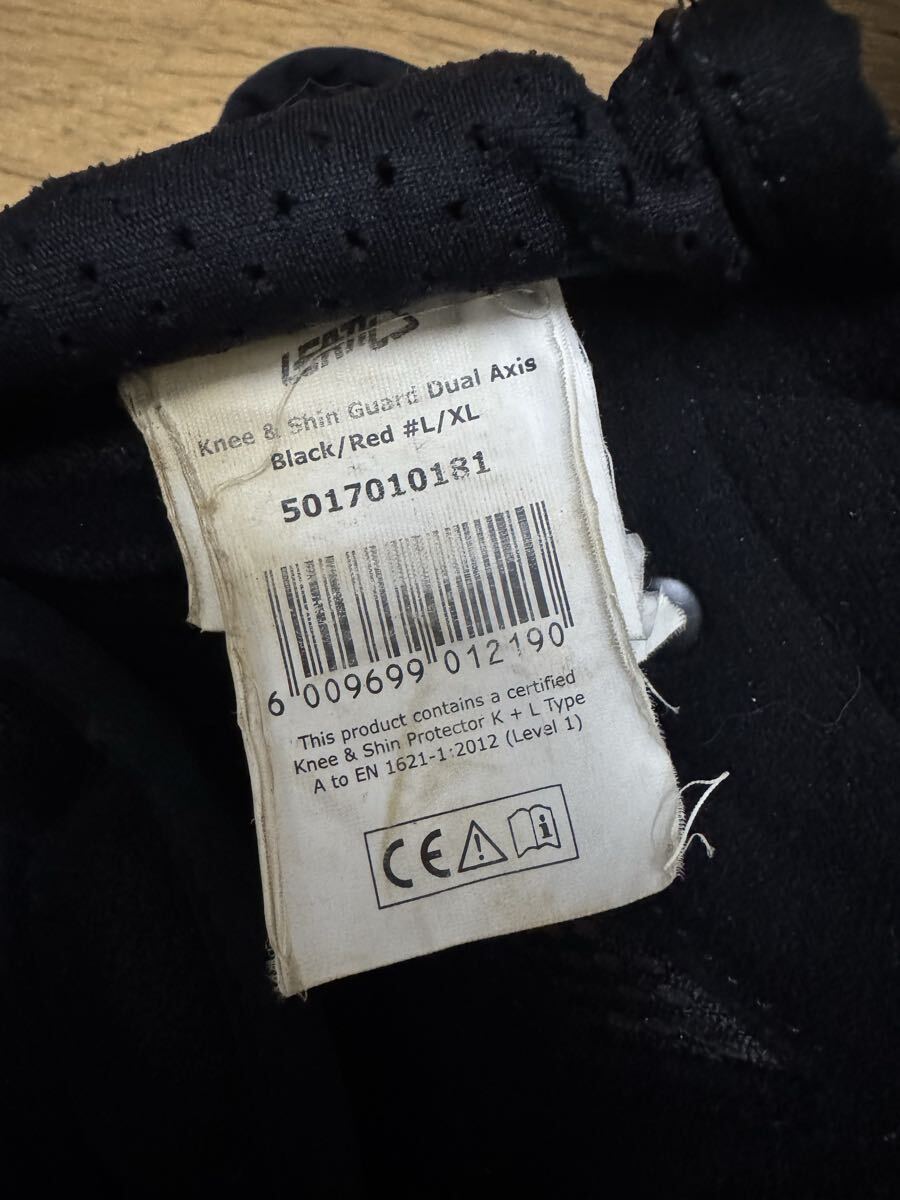 LEATT
Knee & Shin Guard Dual Axis
Black/Red #L/XL
5017010181
6 009699 012190
This product contains a certified
Knee & Shin Protector K + L Type
A to EN 1621-1:2012 (Level 1)
CE